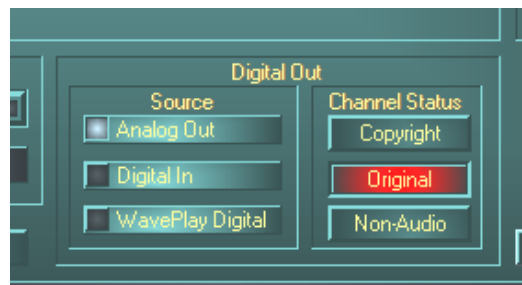 Digital Out
Source
Analog Out
Digital In
WavePlay Digital
Channel Status
Copyright
Original
Non-Audio